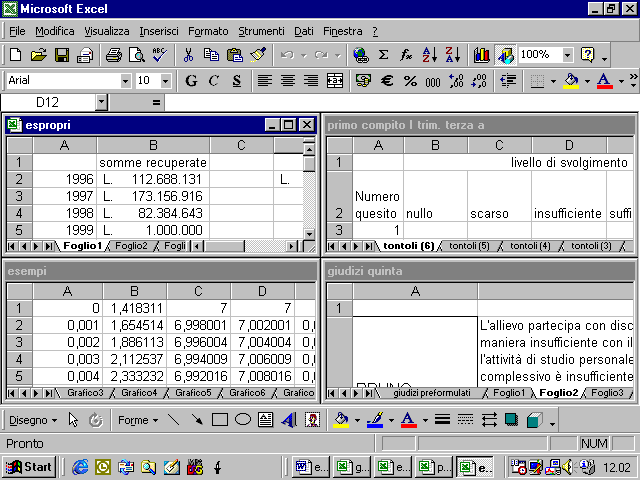 Microsoft Excel
File Modifica Visualizza Inserisci Formato Strumenti Dati Finestra ?
100%
Arial 10 G C S
D12 =
espropri
A B C
1 somme recuperate
2 1996 L. 112.688.131 L.
3 1997 L. 173.156.916
4 1998 L. 82.384.643
5 1999 L. 1.000.000
Foglio1 Foglio2 Fogli
primo compito I trim. terza a
A B C D
1 livello di svolgimento
Numero
2 quesito nullo scarso insufficiente suffi
3 1
tontoli (6) tontoli (5) tontoli (4) tontoli (3)
esempi
A B C D
1 0 1,418311 7 7
2 0,001 1,654514 6,998001 7,002001 0,
3 0,002 1,886113 6,996004 7,004004
4 0,003 2,112537 6,994009 7,006009
5 0,004 2,333232 6,992016 7,008016
Grafico3 Grafico4 Grafico5 Grafico6 Grafico
giudizi quinta
A
1
L'allievo partecipa con disc
maniera insufficiente con il
l'attività di studio personale
complessivo è insufficiente
BRUNO
giudizi preformulati Foglio1 Foglio2 Foglio3
Disegno Forme
Pronto NUM
Start e... g... e... p... e... 12.02